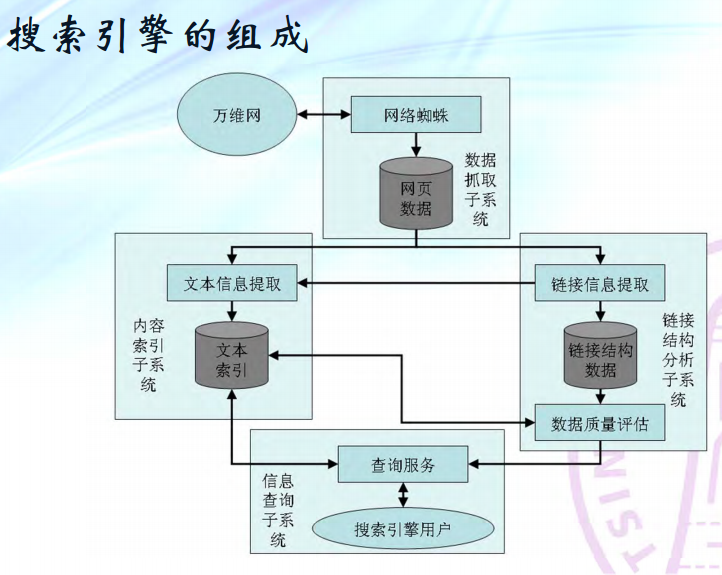 搜索引擎的组成
万维网
网络蜘蛛
网页
数据
数据
抓取
子系
统
文本信息提取
链接信息提取
内容
索引
子系
统
文本
索引
链接结构
数据
链接
结构
分析
子系
统
数据质量评估
信息
查询
子系
统
查询服务
搜索引擎用户
TSIN